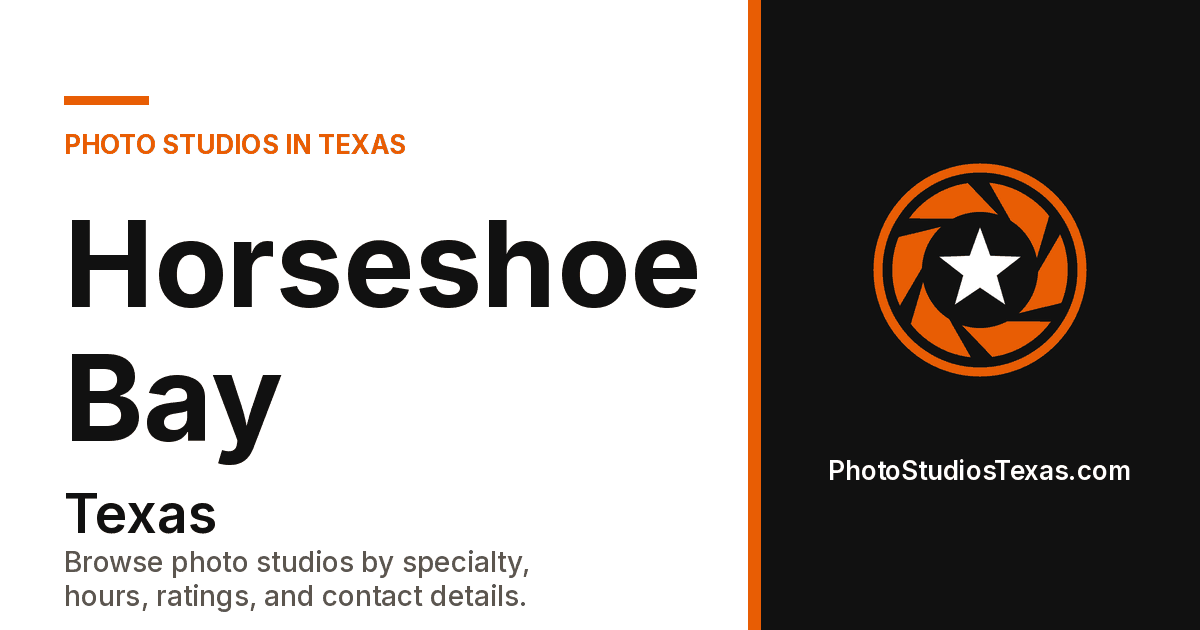 PHOTO STUDIOS IN TEXAS
Horseshoe
Bay
Texas
Browse photo studios by specialty,
hours, ratings, and contact details.
PhotoStudiosTexas.com